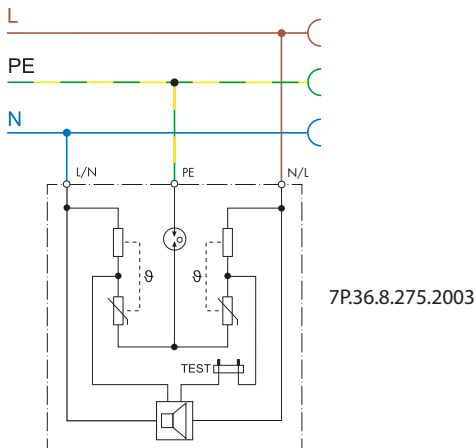 L
PE
N
L/N PE N/L
ϑ ϑ
7P.36.8.275.2003
TEST